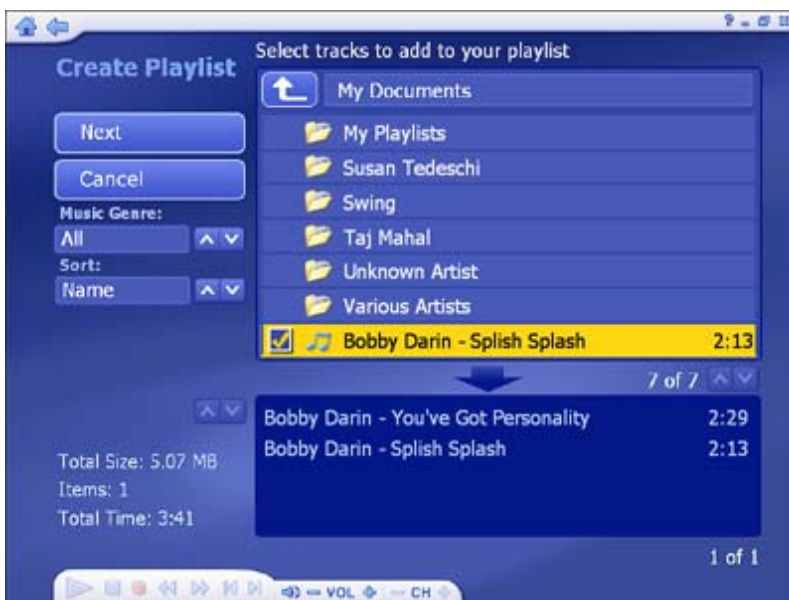 Create Playlist
Select tracks to add to your playlist
My Documents
Next
Cancel
Music Genre:
All
Sort:
Name
My Playlists
Susan Tedeschi
Swing
Taj Mahal
Unknown Artist
Various Artists
Bobby Darin - Splish Splash 2:13
7 of 7
Bobby Darin - You've Got Personality 2:29
Bobby Darin - Splish Splash 2:13
Total Size: 5.07 MB
Items: 1
Total Time: 3:41
1 of 1
VOL
CH
?